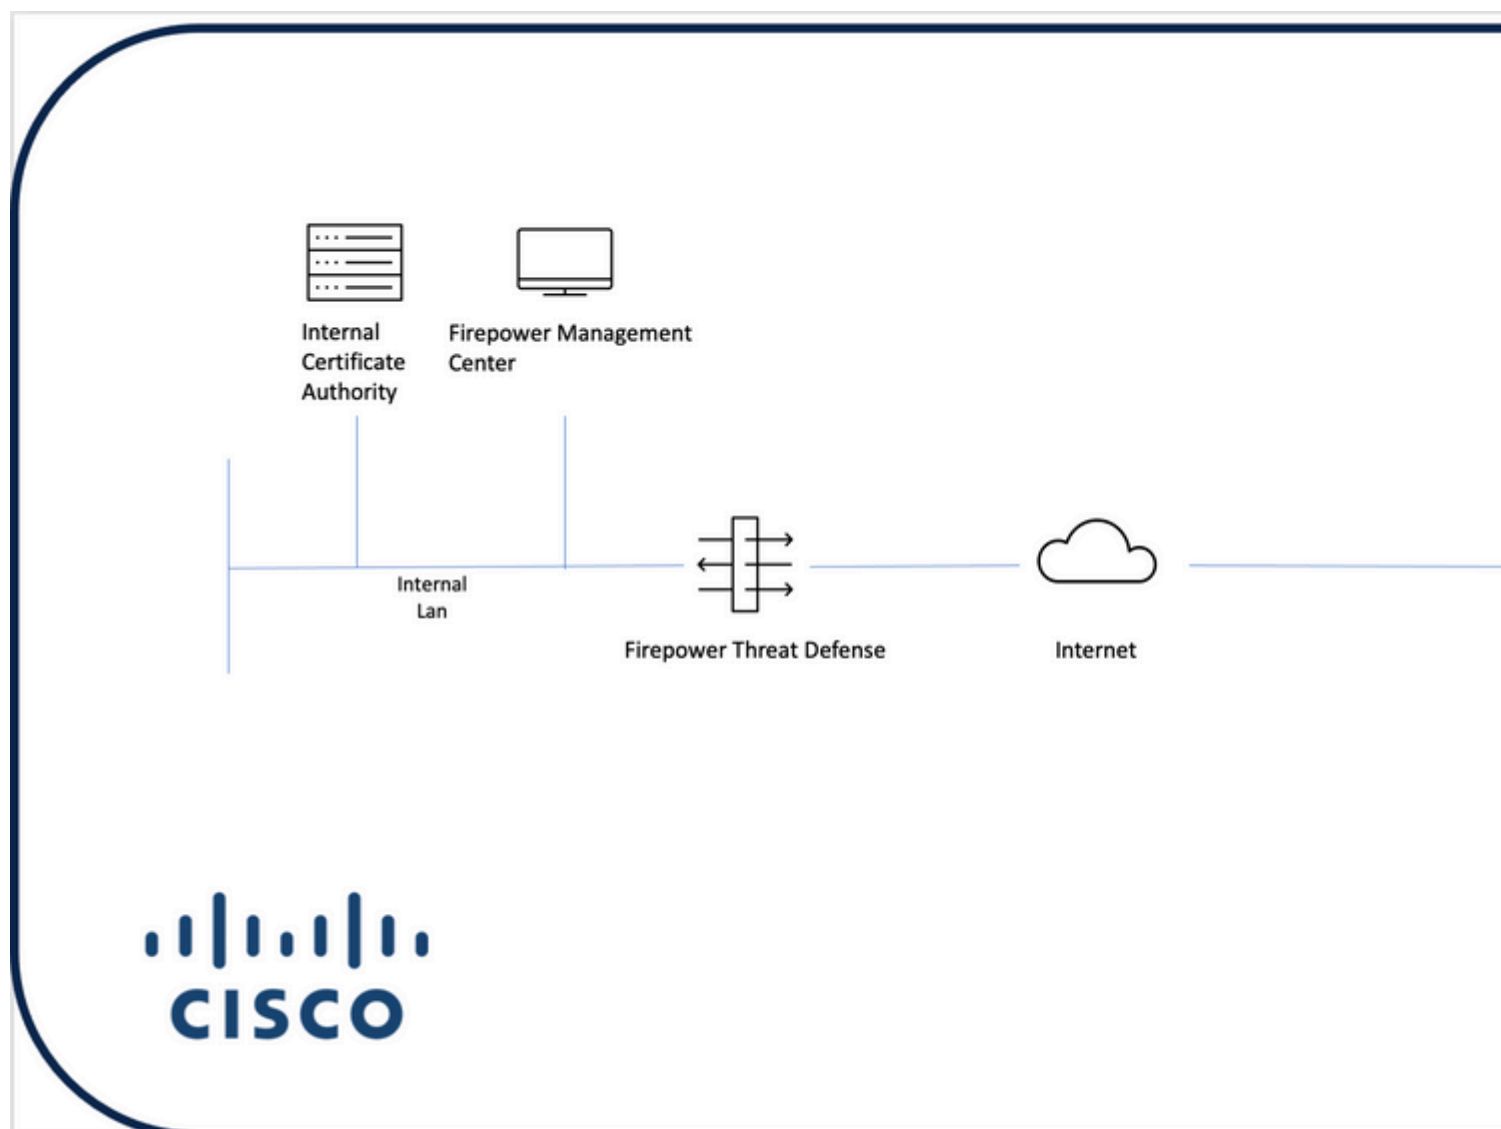 Internal
Certificate
Authority
Firepower Management
Center
Internal
Lan
Firepower Threat Defense
Internet
CISCO